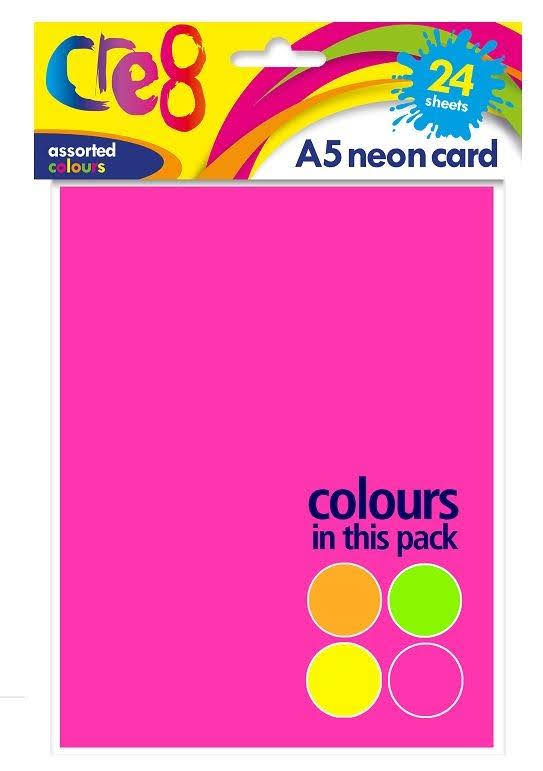 cre8
24
sheets
assorted
colours
A5 neon card
colours
in this pack